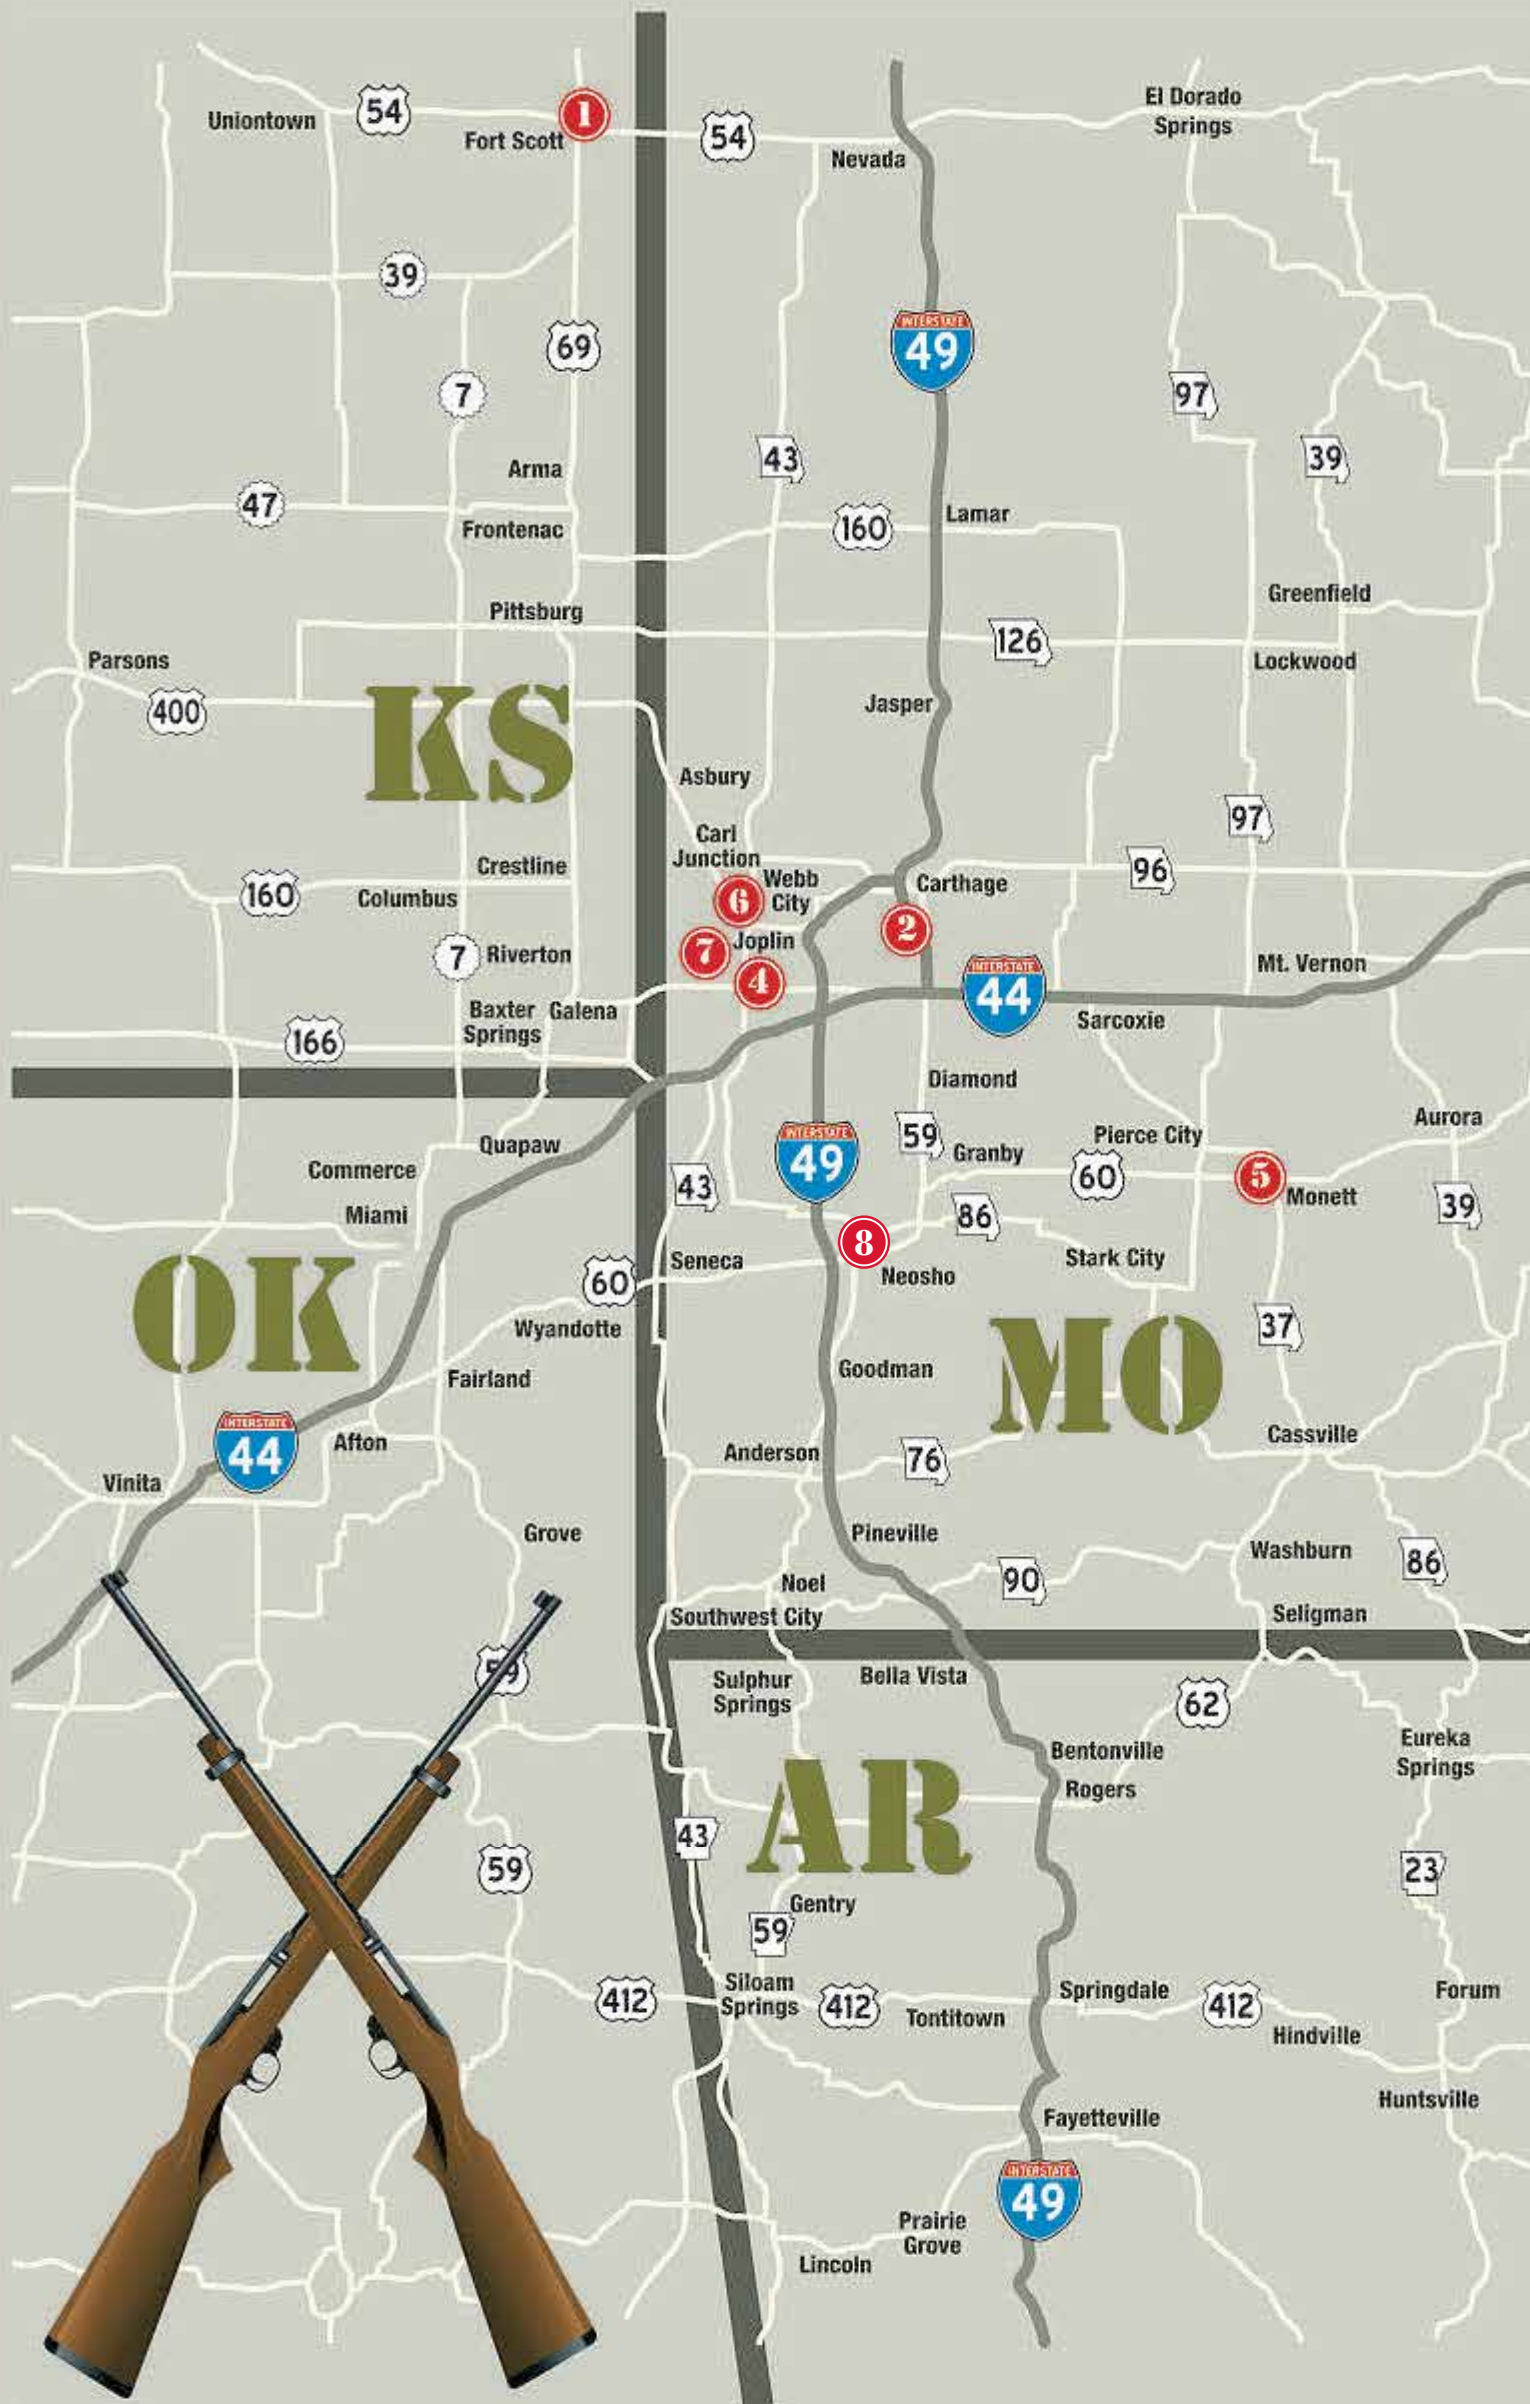 El Dorado
Springs
Uniontown
54
1
Fort Scott
54
Nevada
39
69
INTERSTATE
49
7
97
Arma
43
39
47
Frontenac
160
Lamar
Greenfield
Pittsburg
126
Parsons
Lockwood
400
KS
Jasper
Asbury
97
Carl
Junction
Crestline
Webb
City
96
160
Columbus
6
Carthage
2
7
Riverton
7
Joplin
4
INTERSTATE
44
Mt. Vernon
Baxter
Springs
Galena
Sarcoxie
166
Diamond
Aurora
Quapaw
INTERSTATE
49
59
Granby
Pierce City
60
5
Monett
Commerce
43
Miami
86
39
8
OK
60
Seneca
Neosho
Stark City
Wyandotte
MO
37
Fairland
Goodman
INTERSTATE
44
Afton
Anderson
76
Cassville
Vinita
Grove
Pineville
Washburn
86
Noel
90
Southwest City
Seligman
59
Sulphur
Springs
Bella Vista
62
Bentonville
Rogers
Eureka
Springs
AR
43
59
23
Gentry
59
412
Siloam
Springs
412
Tontitown
Springdale
412
Forum
Hindville
Huntsville
Fayetteville
INTERSTATE
49
Prairie
Grove
Lincoln